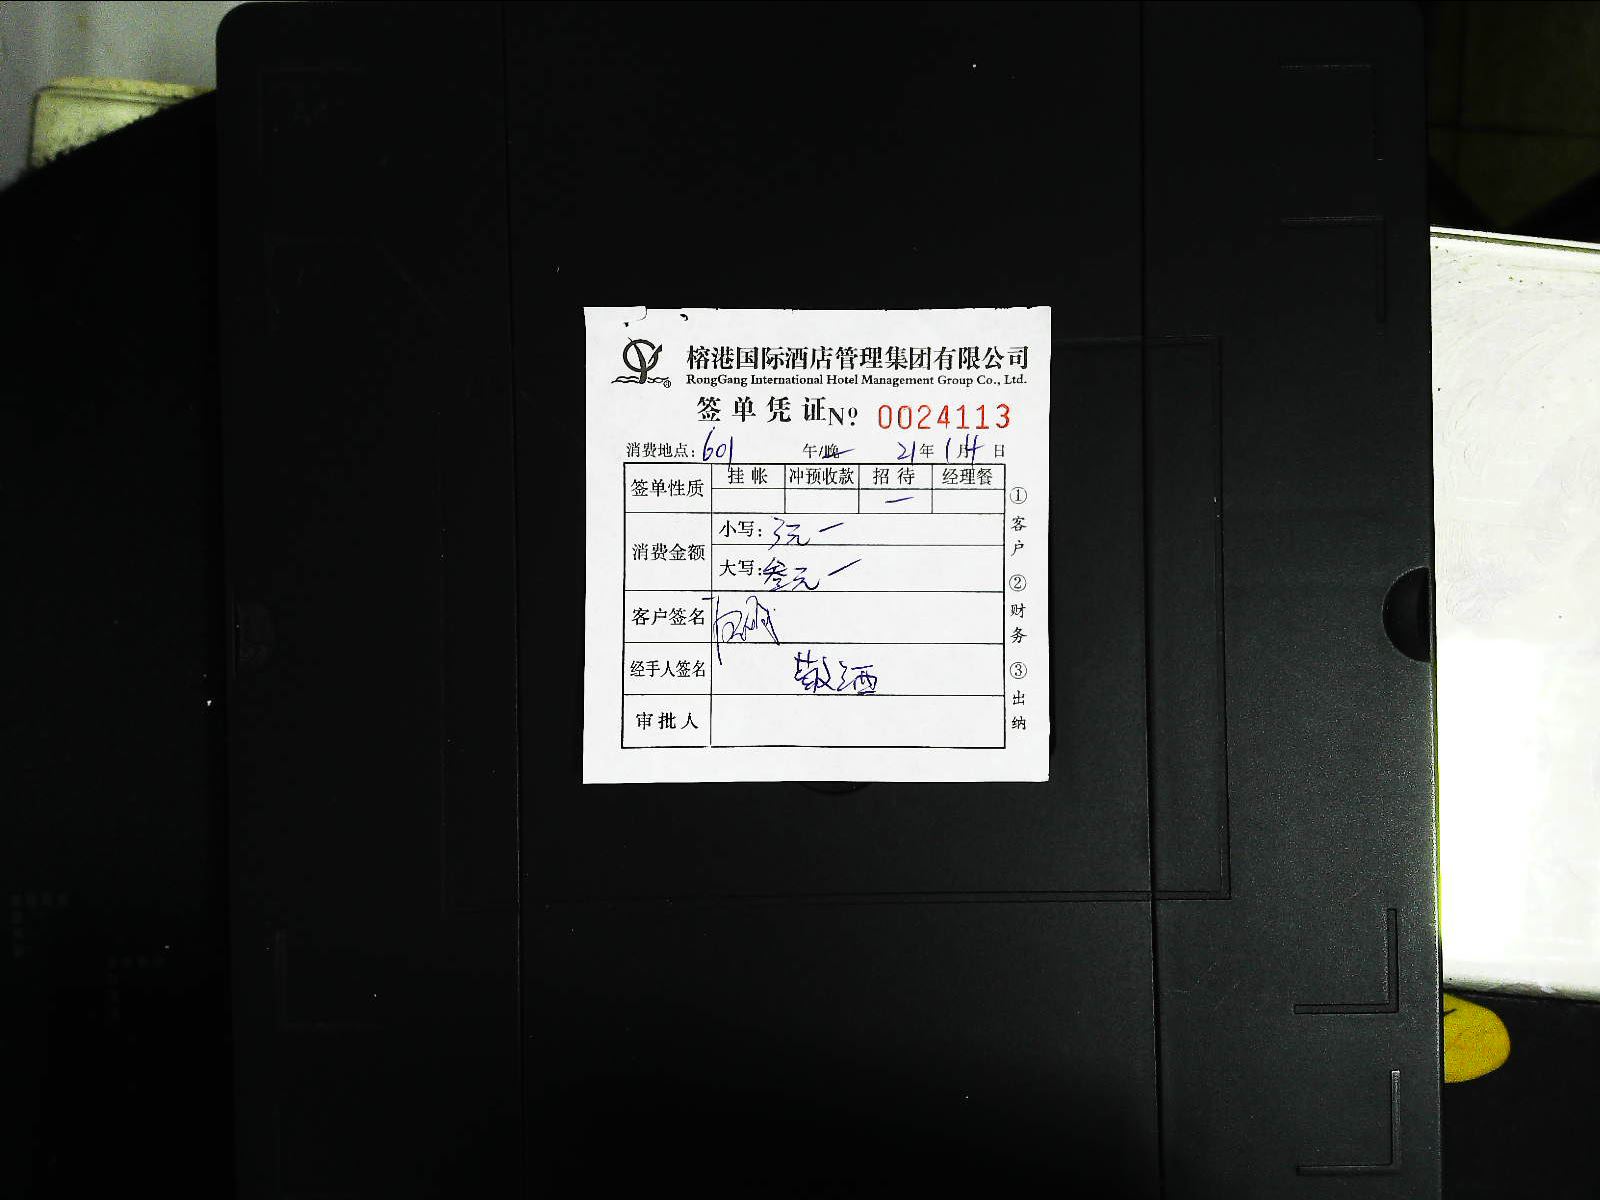 榕港国际酒店管理集团有限公司
RongGang International Hotel Management Group Co., Ltd.
签单凭证 Nº 0024113
消费地点:601 午/晚 21年1月4日
签单性质 挂帐 冲预收款 招待 经理餐
消费金额 小写:3元
大写:叁元
客户签名
经手人签名 敬酒
审批人
①客户 ②财务 ③出纳